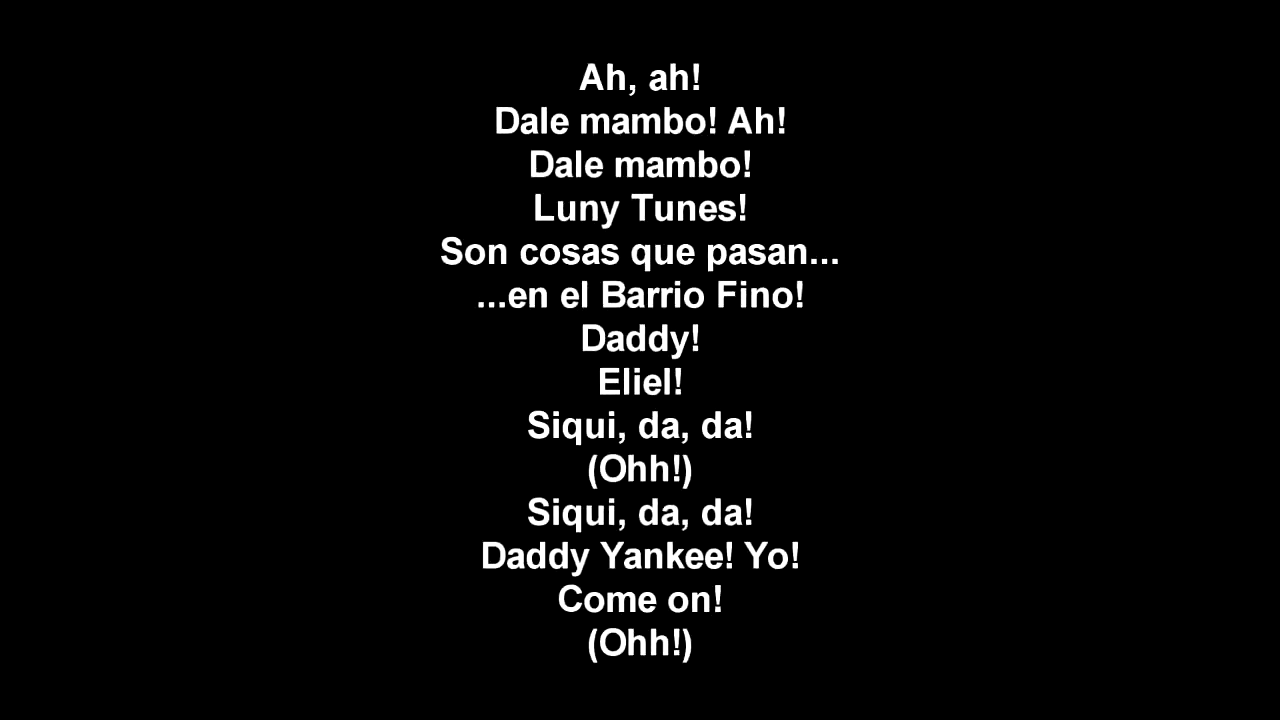 Ah, ah!
Dale mambo! Ah!
Dale mambo!
Luny Tunes!
Son cosas que pasan...
...en el Barrio Fino!
Daddy!
Eliel!
Siqui, da, da!
(Ohh!)
Siqui, da, da!
Daddy Yankee! Yo!
Come on!
(Ohh!)